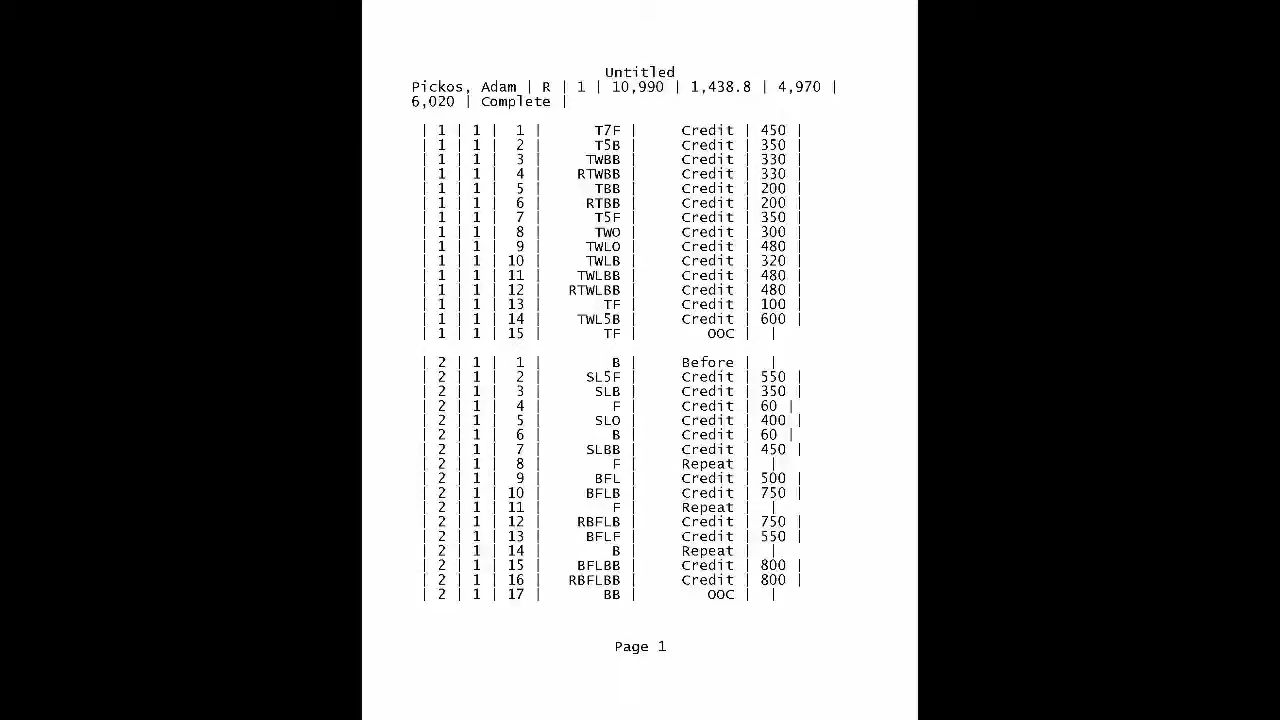 Untitled
Pickos, Adam | R | 1 | 10,990 | 1,438.8 | 4,970 |
6,020 | Complete |
| 1 | 1 | 1 | T7F | Credit | 450 |
| 1 | 1 | 2 | T5B | Credit | 350 |
| 1 | 1 | 3 | TWBB | Credit | 330 |
| 1 | 1 | 4 | RTWBB | Credit | 330 |
| 1 | 1 | 5 | TBB | Credit | 200 |
| 1 | 1 | 6 | RTBB | Credit | 200 |
| 1 | 1 | 7 | T5F | Credit | 350 |
| 1 | 1 | 8 | TWO | Credit | 300 |
| 1 | 1 | 9 | TWLO | Credit | 480 |
| 1 | 1 | 10 | TWLB | Credit | 320 |
| 1 | 1 | 11 | TWLBB | Credit | 480 |
| 1 | 1 | 12 | RTWLBB | Credit | 480 |
| 1 | 1 | 13 | TF | Credit | 100 |
| 1 | 1 | 14 | TWL5B | Credit | 600 |
| 1 | 1 | 15 | TF | OOC | |
| 2 | 1 | 1 | B | Before | |
| 2 | 1 | 2 | SL5F | Credit | 550 |
| 2 | 1 | 3 | SLB | Credit | 350 |
| 2 | 1 | 4 | F | Credit | 60 |
| 2 | 1 | 5 | SLO | Credit | 400 |
| 2 | 1 | 6 | B | Credit | 60 |
| 2 | 1 | 7 | SLBB | Credit | 450 |
| 2 | 1 | 8 | F | Repeat | |
| 2 | 1 | 9 | BFL | Credit | 500 |
| 2 | 1 | 10 | BFLB | Credit | 750 |
| 2 | 1 | 11 | F | Repeat | |
| 2 | 1 | 12 | RBFLB | Credit | 750 |
| 2 | 1 | 13 | BFLF | Credit | 550 |
| 2 | 1 | 14 | B | Repeat | |
| 2 | 1 | 15 | BFLBB | Credit | 800 |
| 2 | 1 | 16 | RBFLBB | Credit | 800 |
| 2 | 1 | 17 | BB | OOC | |
Page 1